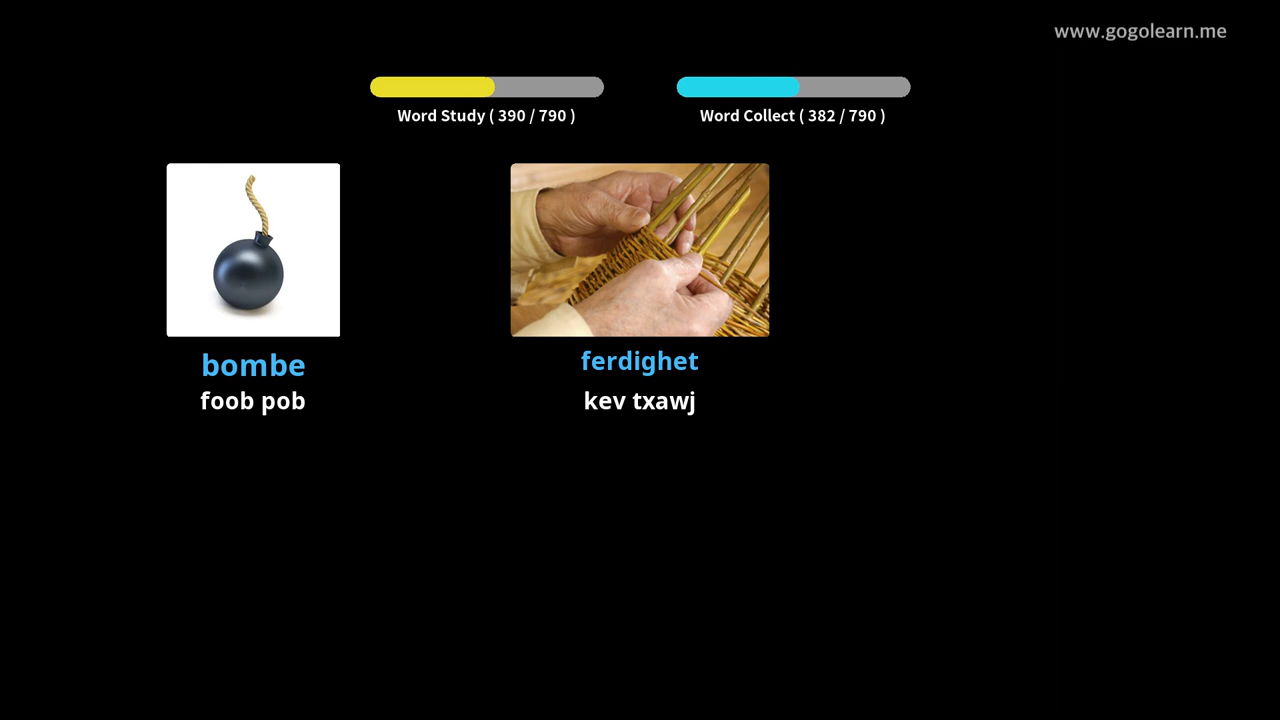 www.gogolearn.me
Word Study ( 390 / 790 )
Word Collect ( 382 / 790 )
bombe
foob pob
ferdighet
kev txawj